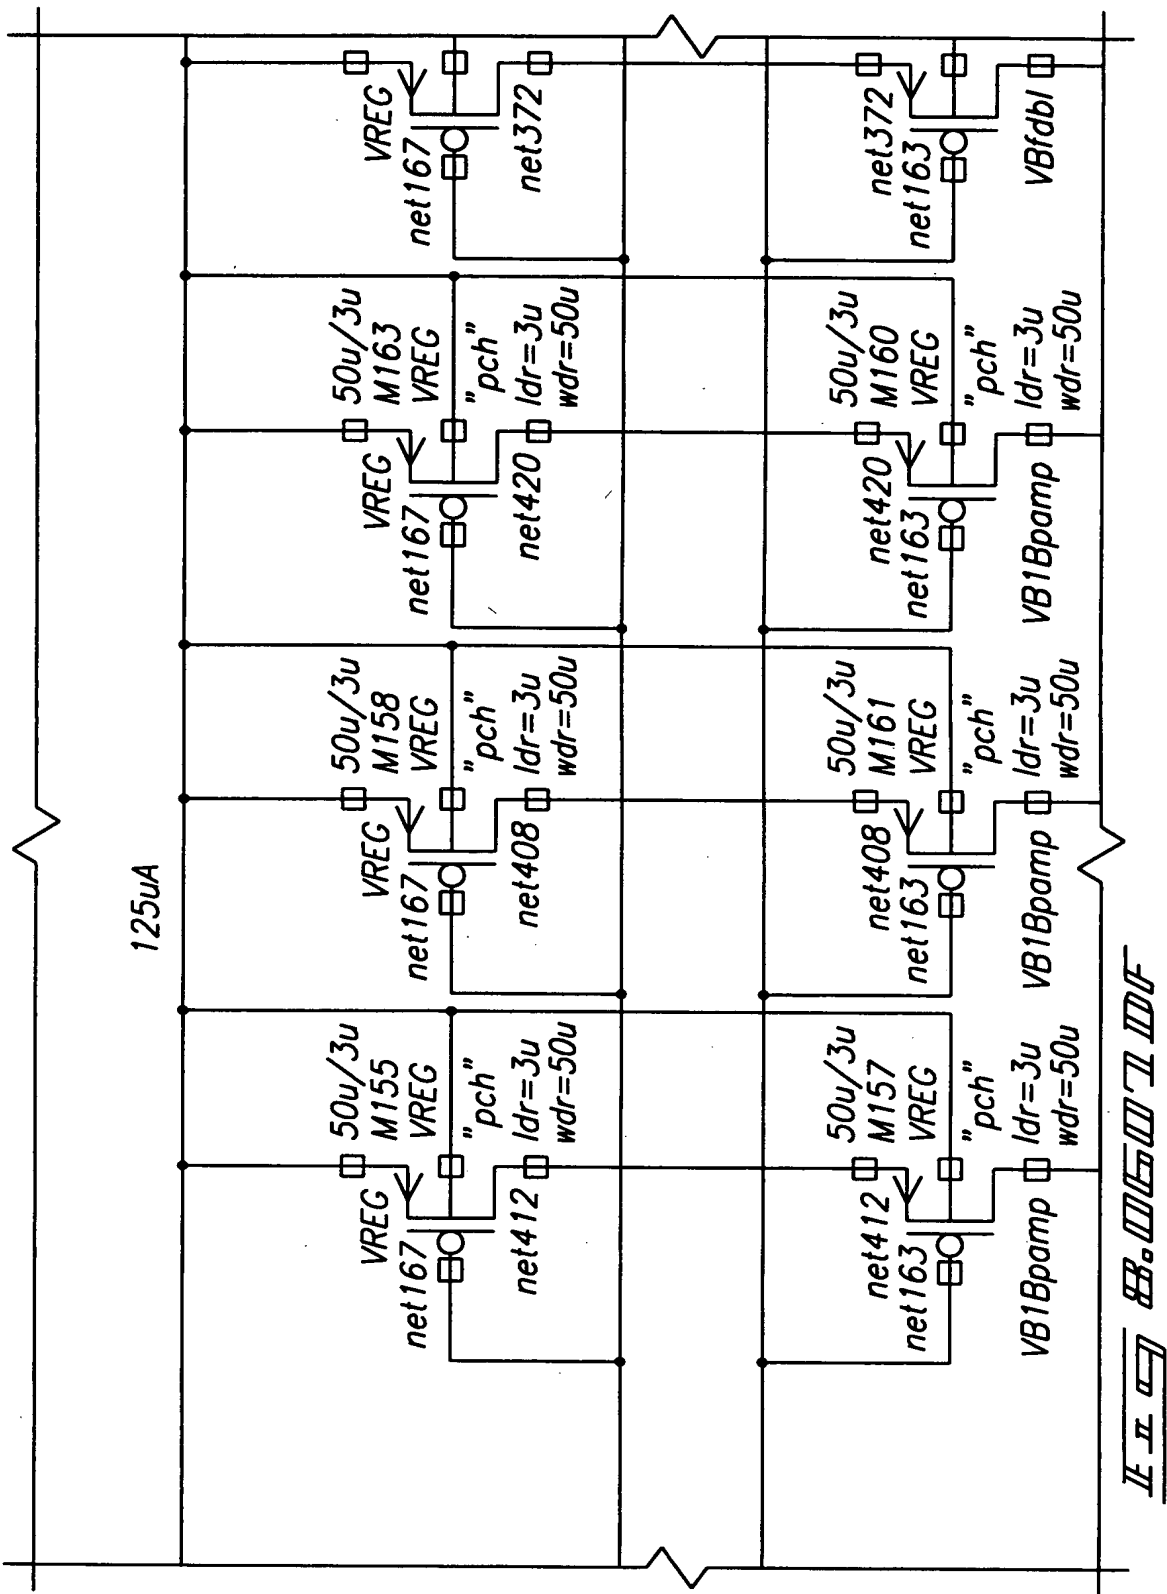 125uA
50u/3u
M155
VREG
VREG
net167
"pch"
ldr=3u
wdr=50u
net412
50u/3u
M158
VREG
VREG
net167
"pch"
ldr=3u
wdr=50u
net408
50u/3u
M163
VREG
VREG
net167
"pch"
ldr=3u
wdr=50u
net420
VREG
net167
net372
50u/3u
M157
VREG
net412
net163
"pch"
ldr=3u
wdr=50u
VB1Bpamp
50u/3u
M161
VREG
net408
net163
"pch"
ldr=3u
wdr=50u
VB1Bpamp
50u/3u
M160
VREG
net420
net163
"pch"
ldr=3u
wdr=50u
VB1Bpamp
net372
net163
VBfdbl
FIG 8.0607DF